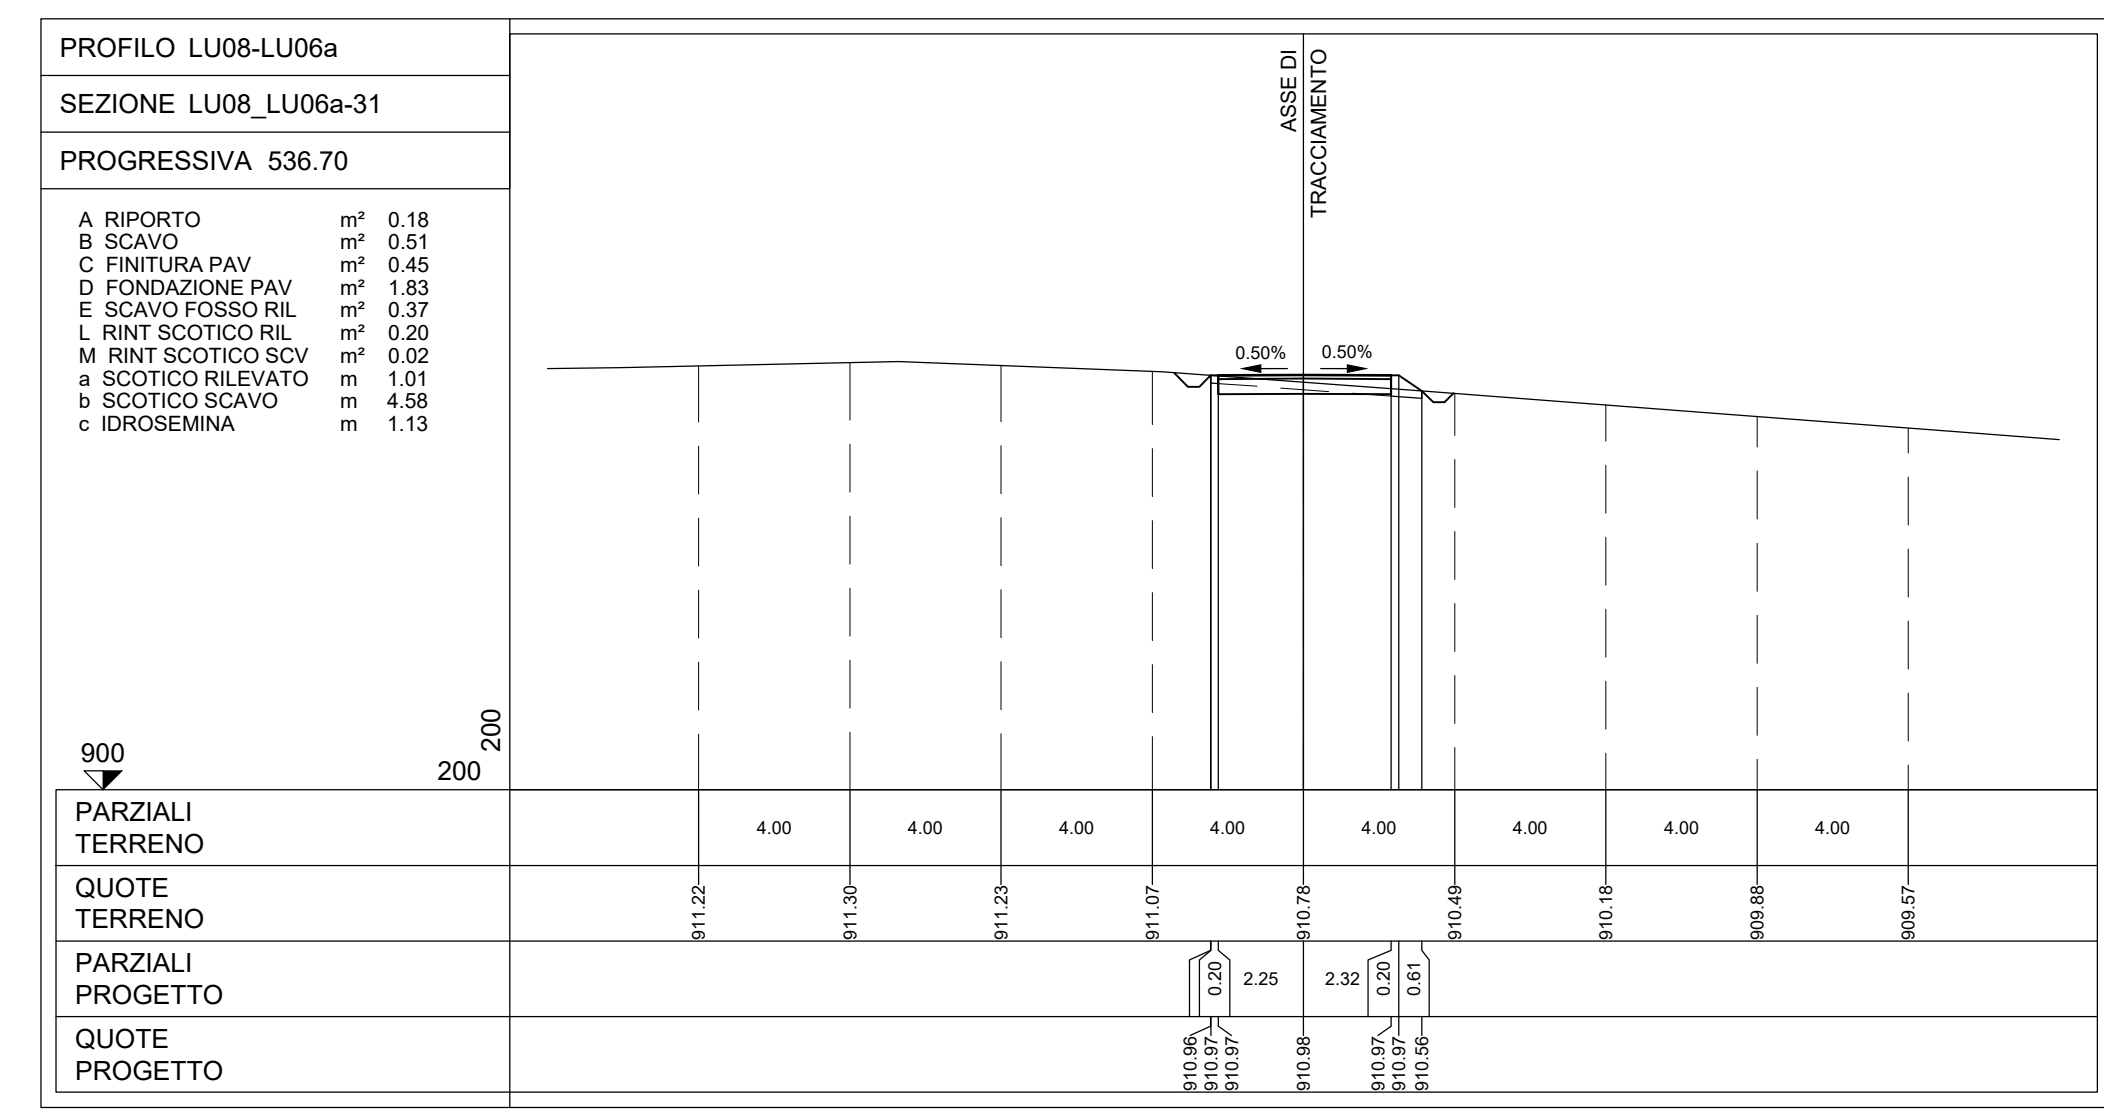 PROFILO LU08-LU06a
SEZIONE LU08_LU06a-31
PROGRESSIVA 536.70
A RIPORTO m² 0.18
B SCAVO m² 0.51
C FINITURA PAV m² 0.45
D FONDAZIONE PAV m² 1.83
E SCAVO FOSSO RIL m² 0.37
L RINT SCOTICO RIL m² 0.20
M RINT SCOTICO SCV m² 0.02
a SCOTICO RILEVATO m 1.01
b SCOTICO SCAVO m 4.58
c IDROSEMINA m 1.13
ASSE DI
TRACCIAMENTO
0.50% 0.50%
900
200
200
PARZIALI
TERRENO
4.00 4.00 4.00 4.00 4.00 4.00 4.00 4.00
QUOTE
TERRENO
911.22 911.30 911.23 911.07 910.78 910.49 910.18 909.88 909.57
PARZIALI
PROGETTO
0.20 2.25 2.32 0.20 0.61
QUOTE
PROGETTO
910.96 910.97 910.97 910.98 910.97 910.97 910.56